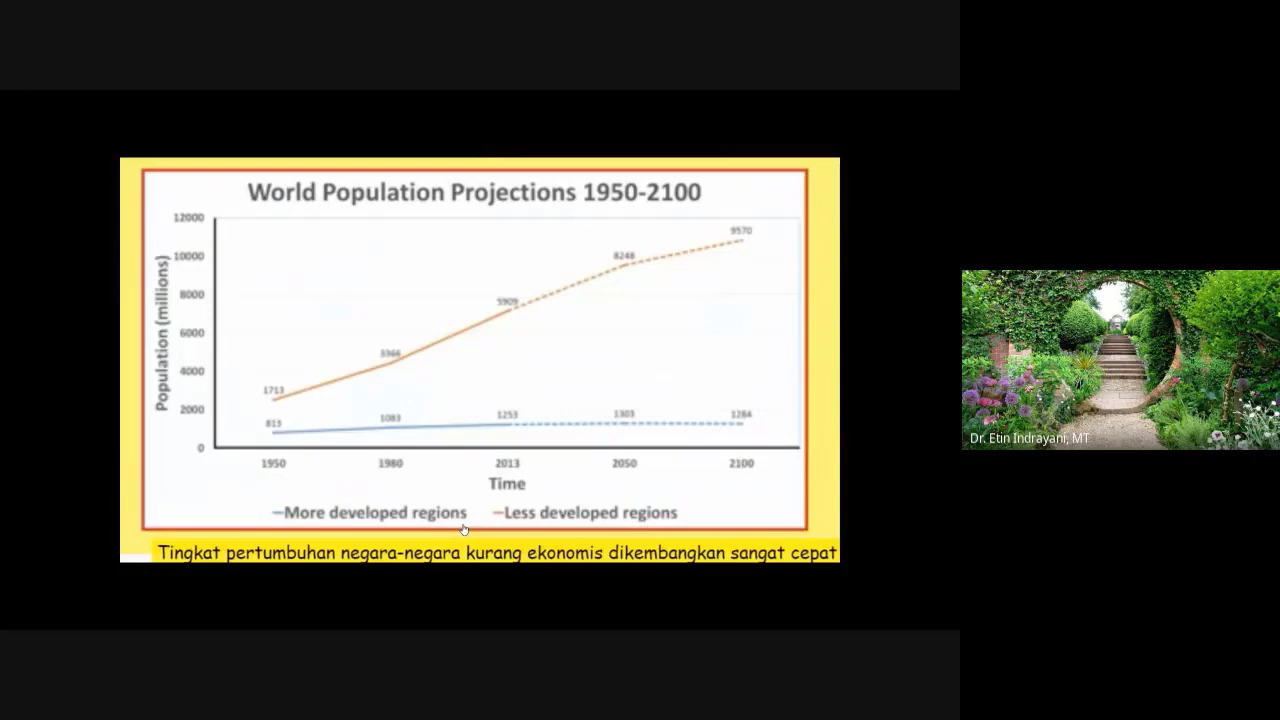 World Population Projections 1950-2100
12000
10000
8000
6000
4000
2000
0
Population (millions)
1713
3366
5909
8248
9570
813
1083
1253
1303
1284
1950 1980 2013 2050 2100
Time
More developed regions Less developed regions
Tingkat pertumbuhan negara-negara kurang ekonomis dikembangkan sangat cepat
Dr. Etin Indrayani, MT